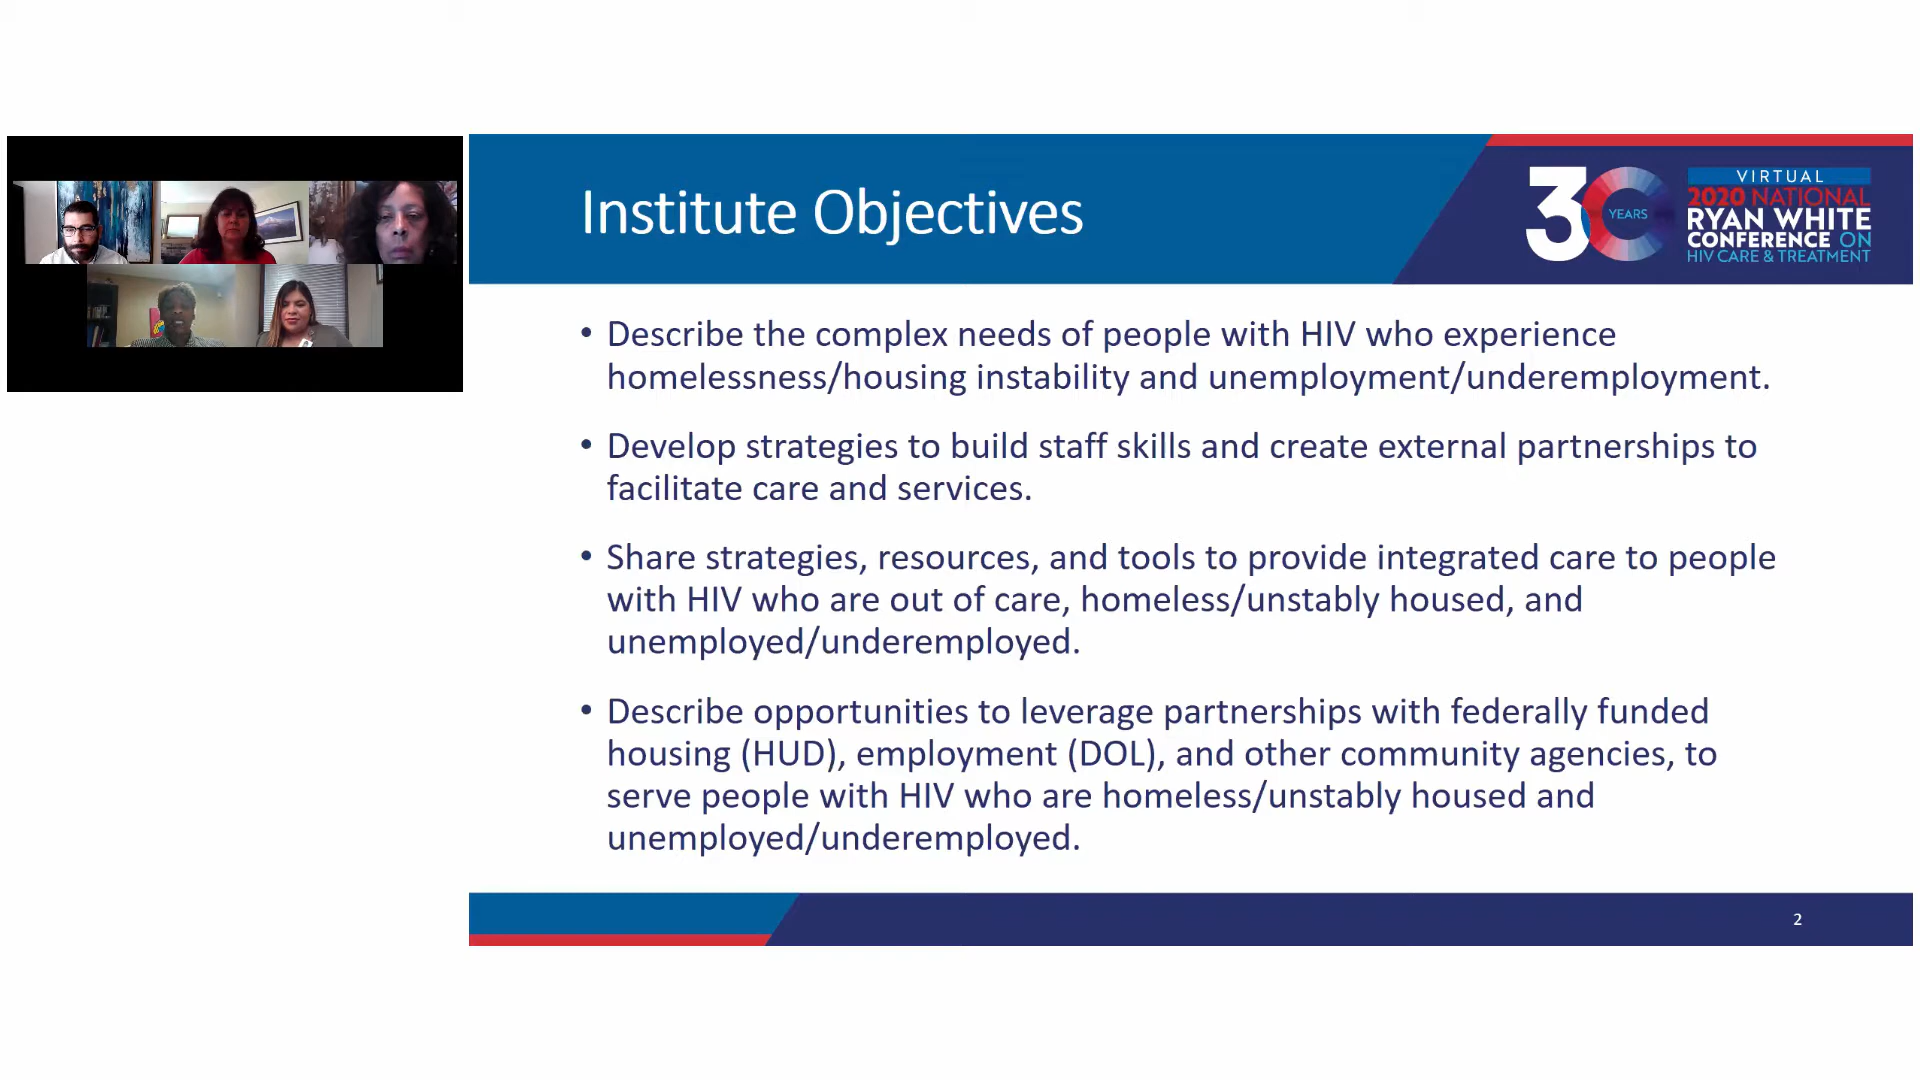 Institute Objectives
30
YEARS
VIRTUAL
2020 NATIONAL
RYAN WHITE
CONFERENCE ON
HIV CARE & TREATMENT
• Describe the complex needs of people with HIV who experience
homelessness/housing instability and unemployment/underemployment.
• Develop strategies to build staff skills and create external partnerships to
facilitate care and services.
• Share strategies, resources, and tools to provide integrated care to people
with HIV who are out of care, homeless/unstably housed, and
unemployed/underemployed.
• Describe opportunities to leverage partnerships with federally funded
housing (HUD), employment (DOL), and other community agencies, to
serve people with HIV who are homeless/unstably housed and
unemployed/underemployed.
2